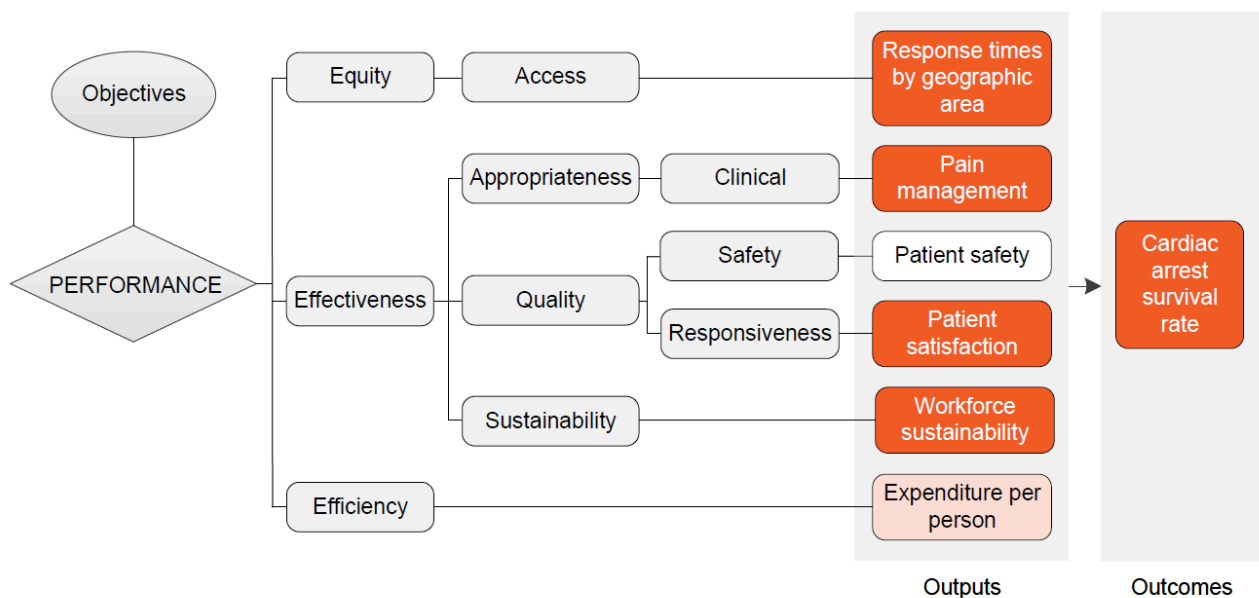 Objectives
PERFORMANCE
Equity
Access
Response times
by geographic
area
Effectiveness
Appropriateness
Clinical
Pain
management
Quality
Safety
Patient safety
Responsiveness
Patient
satisfaction
Sustainability
Workforce
sustainability
Efficiency
Expenditure per
person
Outputs
Cardiac
arrest
survival
rate
Outcomes